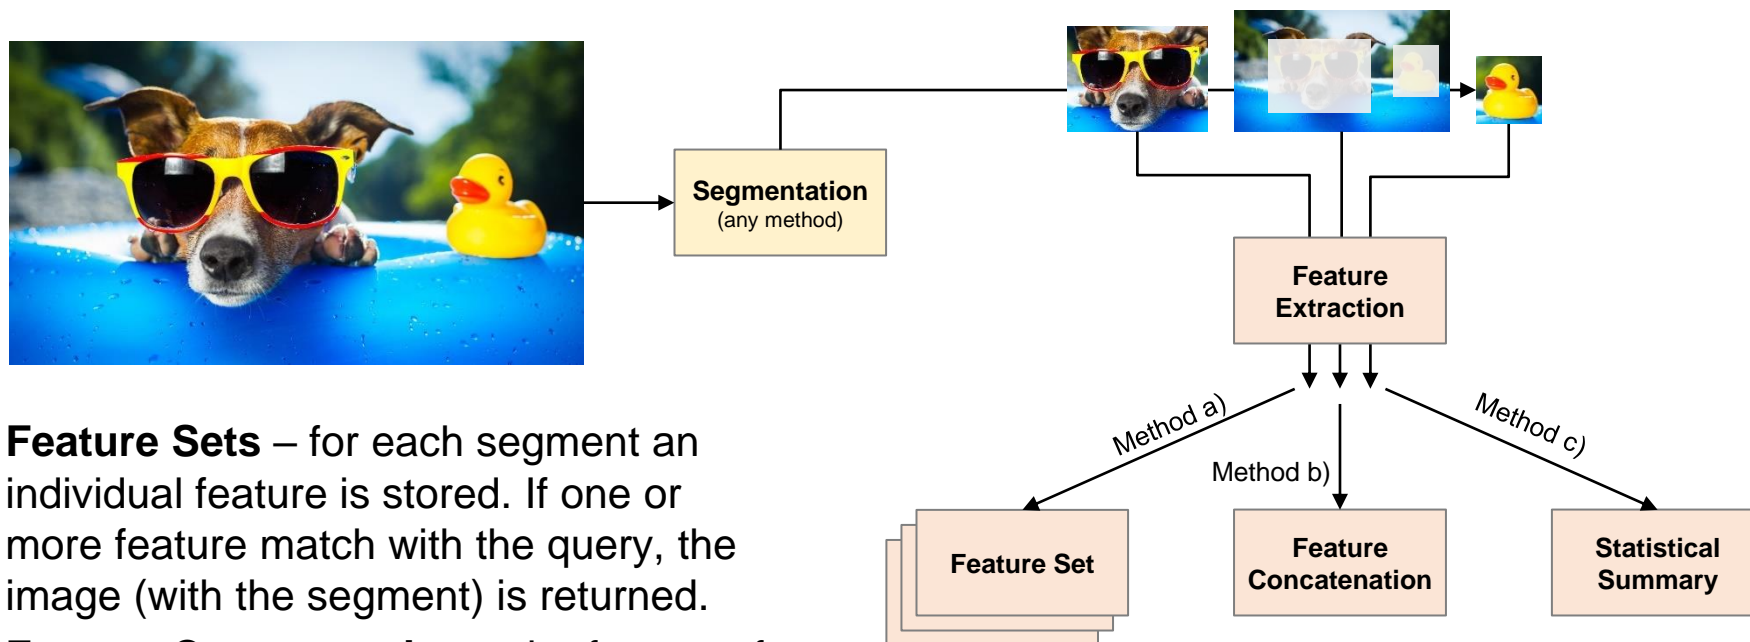 Segmentation
(any method)
Feature
Extraction
Method a)
Method b)
Method c)
Feature Set
Feature
Concatenation
Statistical
Summary
Feature Sets – for each segment an
individual feature is stored. If one or
more feature match with the query, the
image (with the segment) is returned.